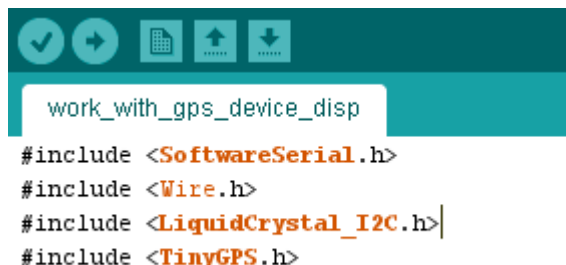 work_with_gps_device_disp
#include <SoftwareSerial.h>
#include <Wire.h>
#include <LiquidCrystal_I2C.h>
#include <TinyGPS.h>